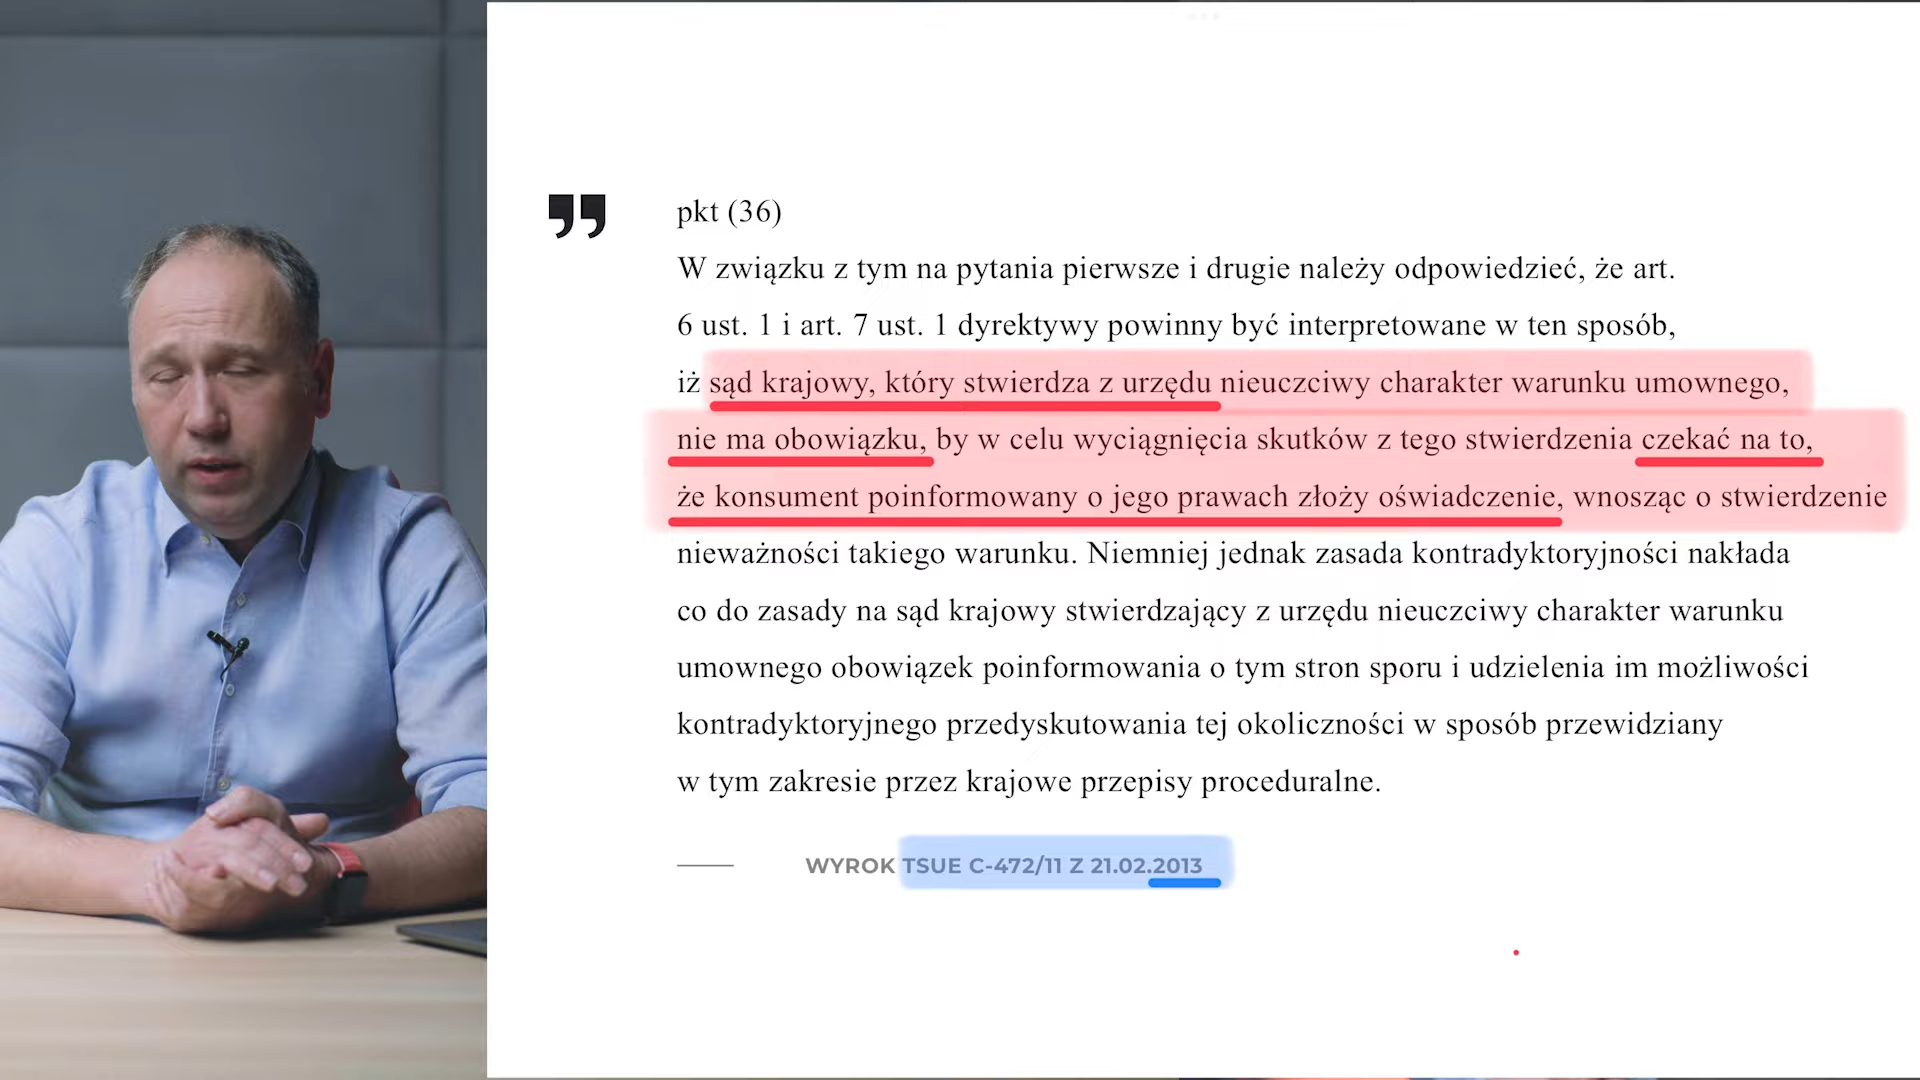 pkt (36)
W związku z tym na pytania pierwsze i drugie należy odpowiedzieć, że art.
6 ust. 1 i art. 7 ust. 1 dyrektywy powinny być interpretowane w ten sposób,
iż sąd krajowy, który stwierdza z urzędu nieuczciwy charakter warunku umownego,
nie ma obowiązku, by w celu wyciągnięcia skutków z tego stwierdzenia czekać na to,
że konsument poinformowany o jego prawach złoży oświadczenie, wnosząc o stwierdzenie
nieważności takiego warunku. Niemniej jednak zasada kontradyktoryjności nakłada
co do zasady na sąd krajowy stwierdzający z urzędu nieuczciwy charakter warunku
umownego obowiązek poinformowania o tym stron sporu i udzielenia im możliwości
kontradyktoryjnego przedyskutowania tej okoliczności w sposób przewidziany
w tym zakresie przez krajowe przepisy proceduralne.
WYROK TSUE C-472/11 Z 21.02.2013